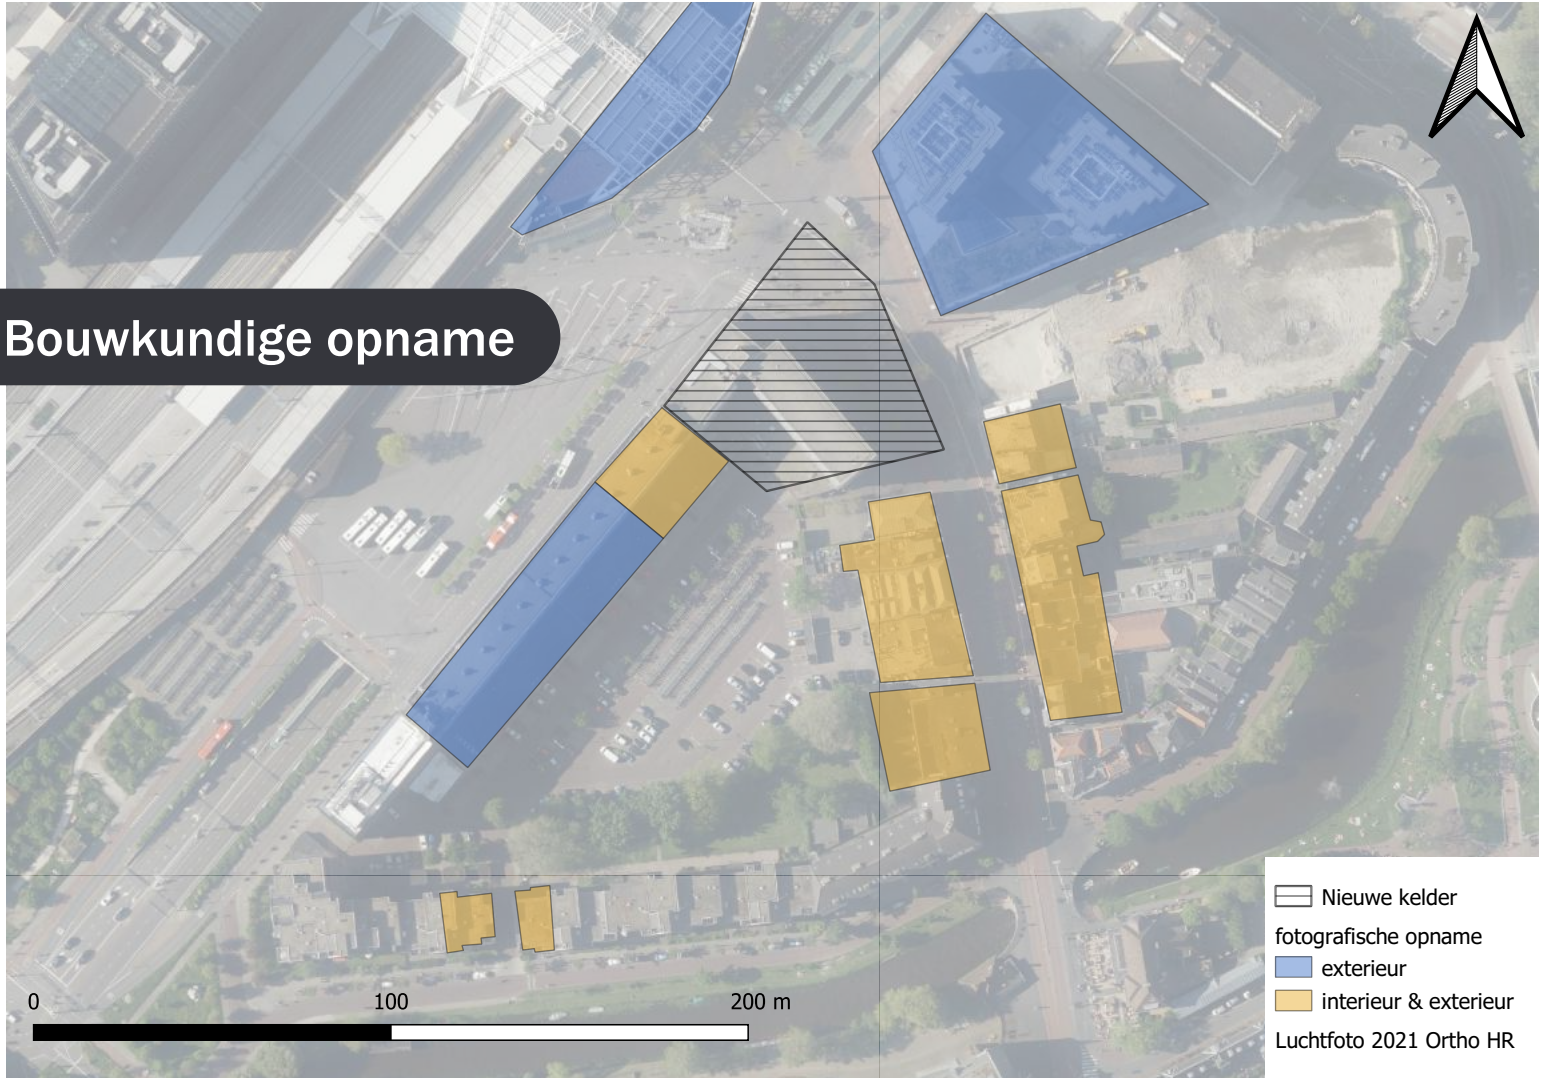 Bouwkundige opname
Nieuwe kelder
fotografische opname
exterieur
interieur & exterieur
Luchtfoto 2021 Ortho HR
0 100 200 m